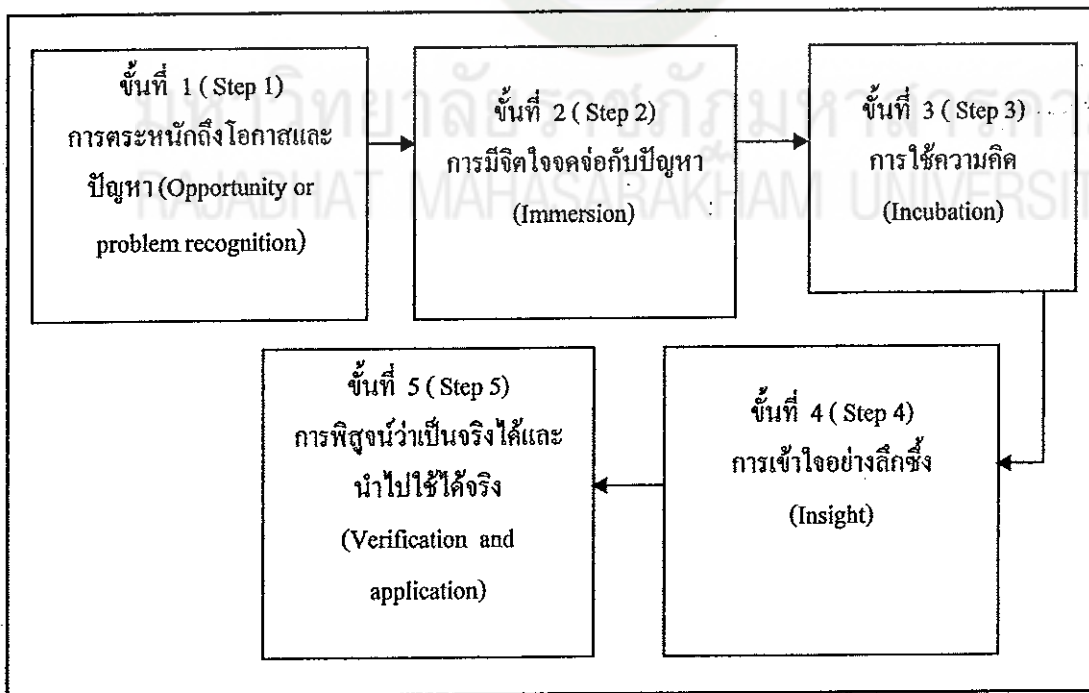 ขั้นที่ 1 ( Step 1)
การตระหนักถึงโอกาสและ
ปัญหา (Opportunity or
problem recognition)
ขั้นที่ 2 ( Step 2)
การมีจิตใจจดจ่อกับปัญหา
(Immersion)
ขั้นที่ 3 ( Step 3)
การใช้ความคิด
(Incubation)
ขั้นที่ 4 ( Step 4)
การเข้าใจอย่างลึกซึ้ง
(Insight)
ขั้นที่ 5 ( Step 5)
การพิสูจน์ว่าเป็นจริงได้และ
นำไปใช้ได้จริง
(Verification and
application)
มหาวิทยาลัยราชภัฏมหาสารคา
RAJABHAT MAHASARAKHAM UNIVERSIT